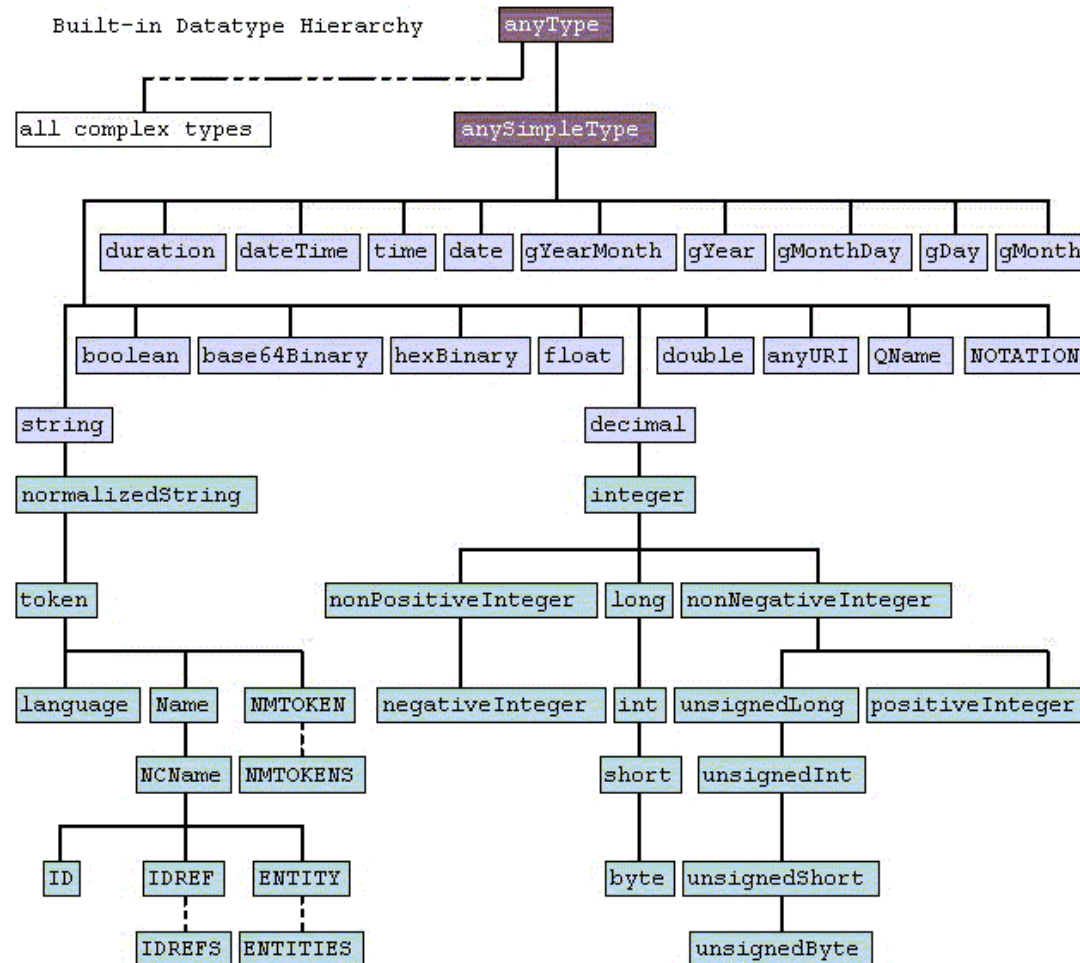 Built-in Datatype Hierarchy anyType
all complex types anySimpleType
duration dateTime time date gYearMonth gYear gMonthDay gDay gMonth
boolean base64Binary hexBinary float double anyURI QName NOTATION
string decimal
normalizedString integer
token nonPositiveInteger long nonNegativeInteger
language Name NMTOKEN negativeInteger int unsignedLong positiveInteger
NCName NMTOKENS short unsignedInt
ID IDREF ENTITY byte unsignedShort
IDREFS ENTITIES unsignedByte